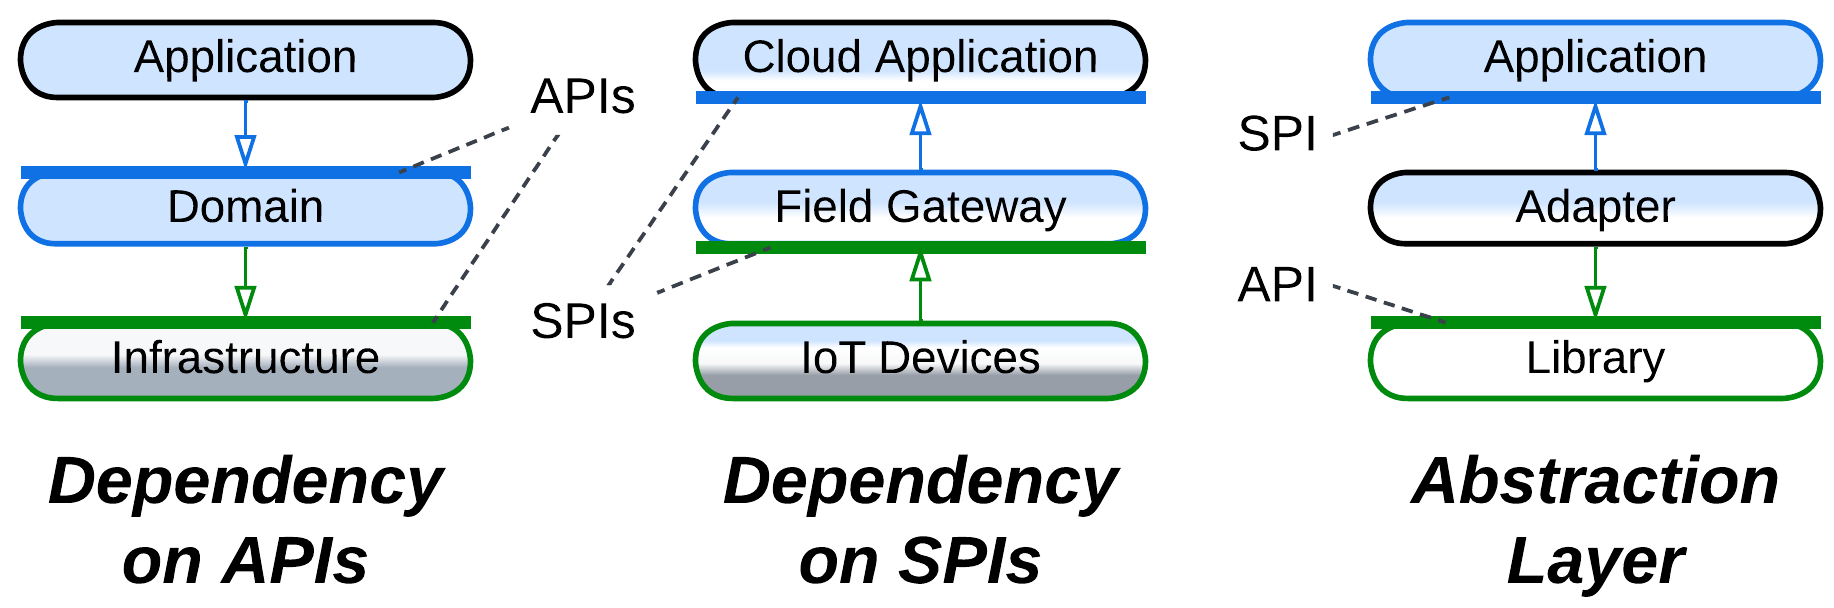 Application
Domain
Infrastructure
Dependency
on APIs
APIs
SPIs
Cloud Application
Field Gateway
IoT Devices
Dependency
on SPIs
SPI
API
Application
Adapter
Library
Abstraction
Layer